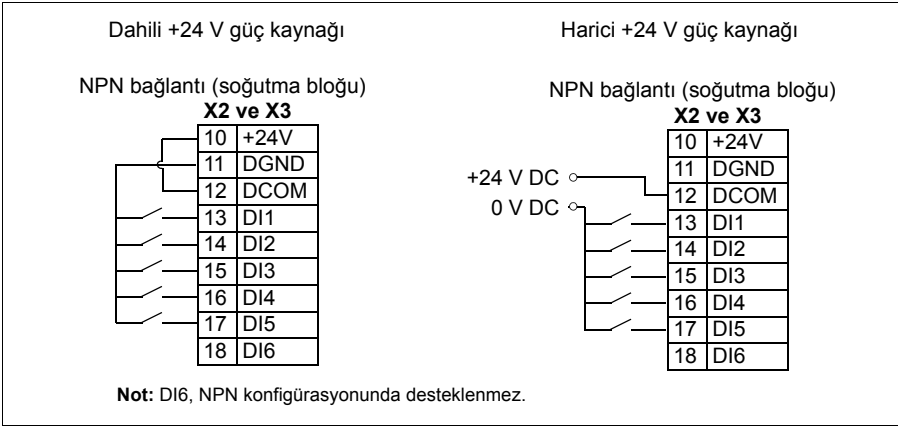 Dahili +24 V güç kaynağı
NPN bağlantı (soğutma bloğu)
X2 ve X3
10 +24V
11 DGND
12 DCOM
13 DI1
14 DI2
15 DI3
16 DI4
17 DI5
18 DI6
Harici +24 V güç kaynağı
NPN bağlantı (soğutma bloğu)
X2 ve X3
10 +24V
11 DGND
+24 V DC
12 DCOM
0 V DC
13 DI1
14 DI2
15 DI3
16 DI4
17 DI5
18 DI6
Not: DI6, NPN konfigürasyonunda desteklenmez.